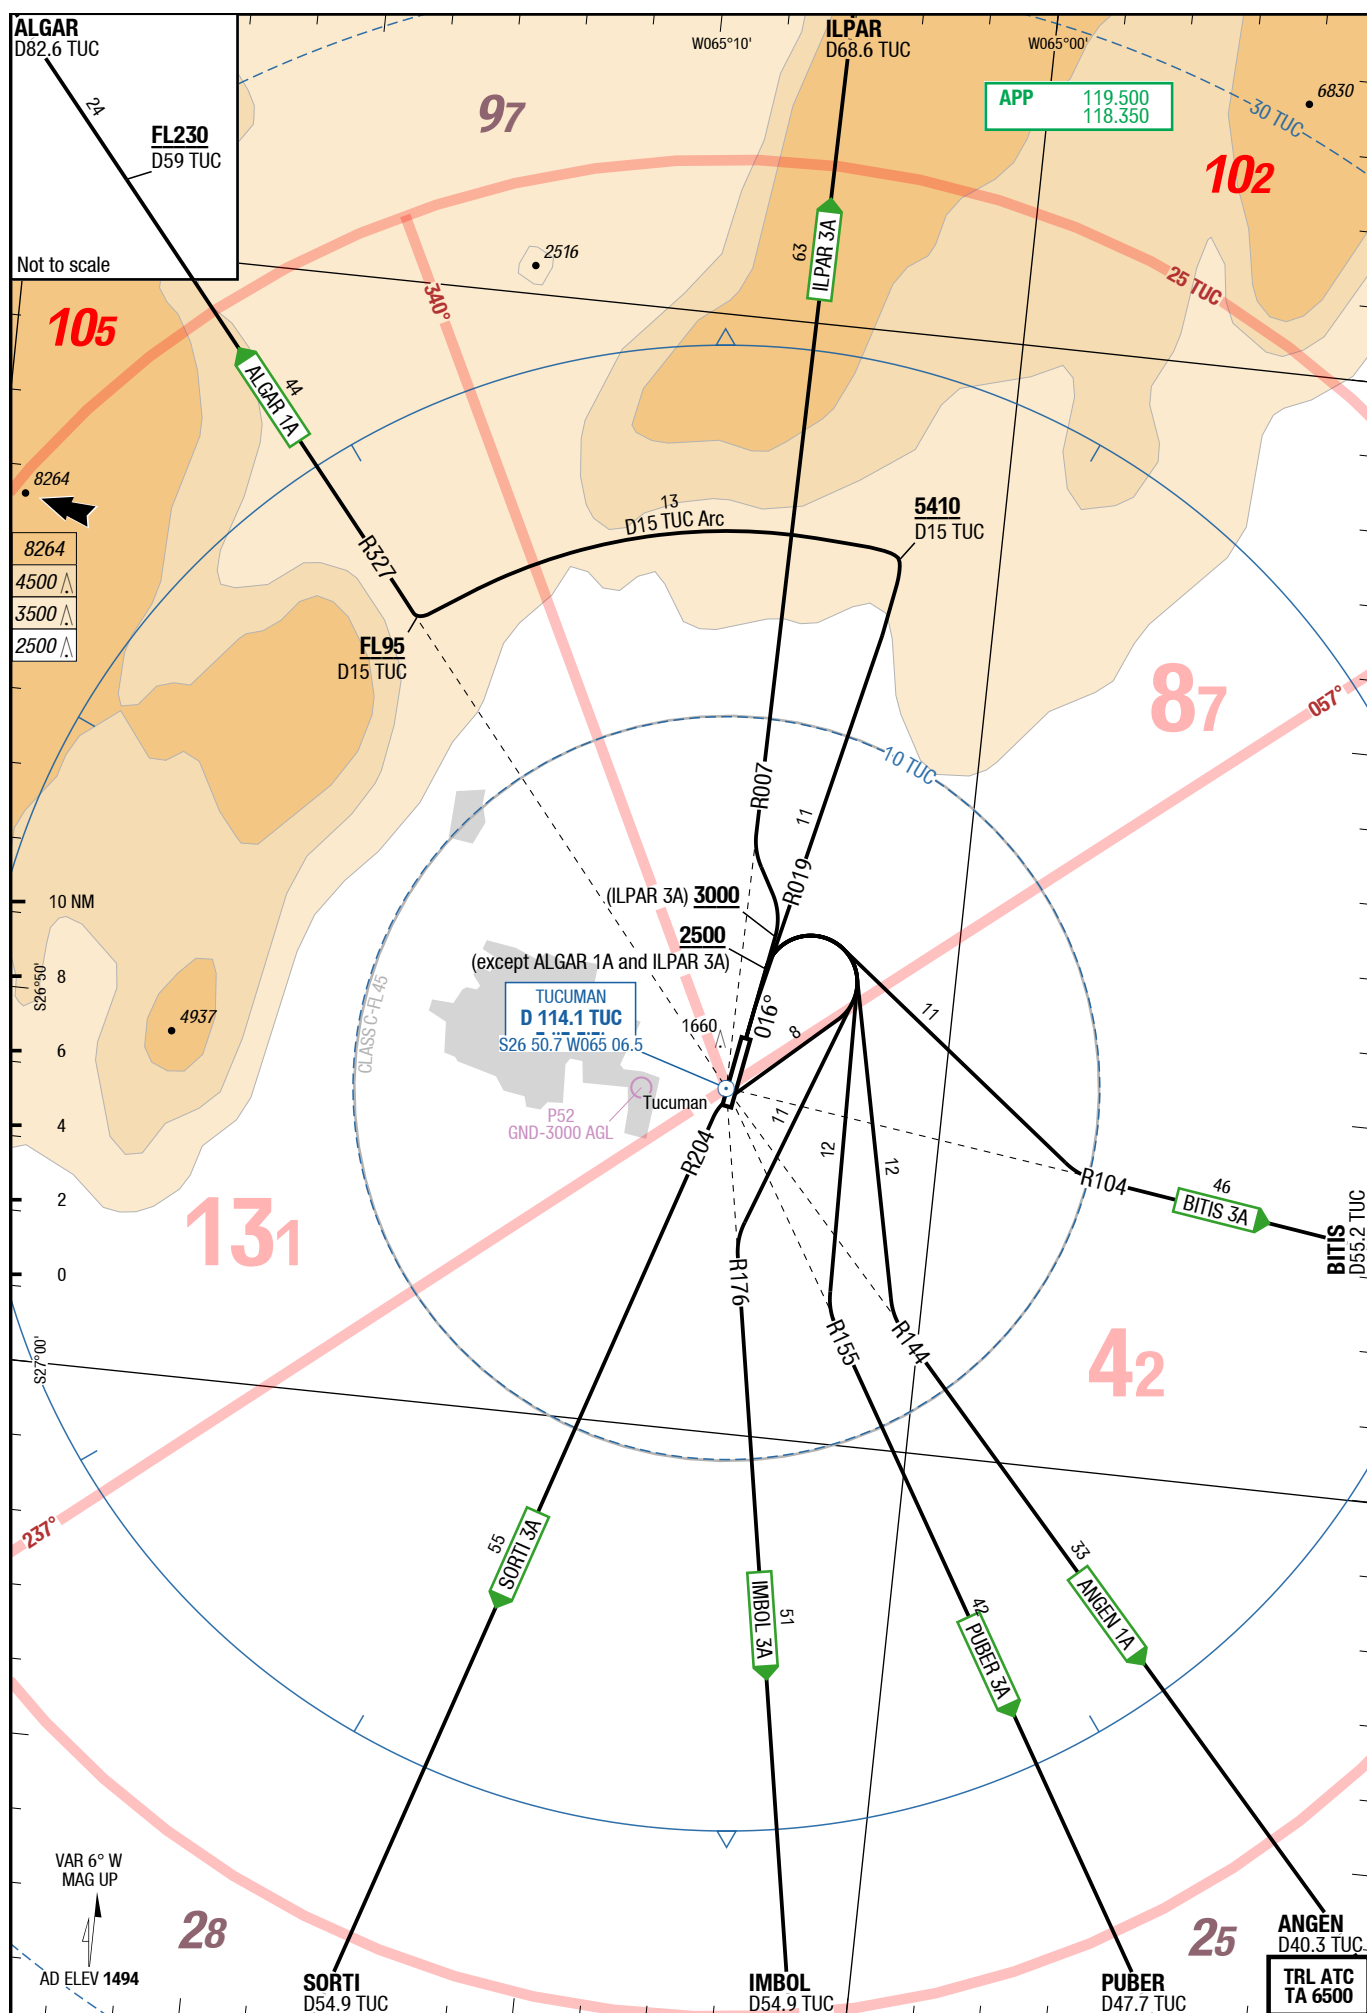 ALGAR
D82.6 TUC
24
FL230
D59 TUC
Not to scale
97
W065°10'
ILPAR
D68.6 TUC
W065°00'
APP 119.500
118.350
6830
30 TUC
102
63
ILPAR 3A
2516
25 TUC
340°
105
44
ALGAR 1A
8264
8264
4500
3500
2500
R327
13
D15 TUC Arc
5410
D15 TUC
FL95
D15 TUC
87
057°
10 TUC
R007
11
R019
(ILPAR 3A) 3000
2500
(except ALGAR 1A and ILPAR 3A)
10 NM
8
6
4
2
0
S26°50'
4937
CLASS C-FL 45
TUCUMAN
D 114.1 TUC
S26 50.7 W065 06.5
1660
016°
8
11
P52
GND-3000 AGL
Tucuman
R204
11
12
12
R104
46
BITIS 3A
BITIS
D55.2 TUC
131
R176
R155
R144
42
S27°00'
237°
55
SORTI 3A
IMBOL 3A
51
42
PUBER 3A
33
ANGEN 1A
VAR 6° W
MAG UP
AD ELEV 1494
28
25
SORTI
D54.9 TUC
IMBOL
D54.9 TUC
PUBER
D47.7 TUC
ANGEN
D40.3 TUC
TRL ATC
TA 6500